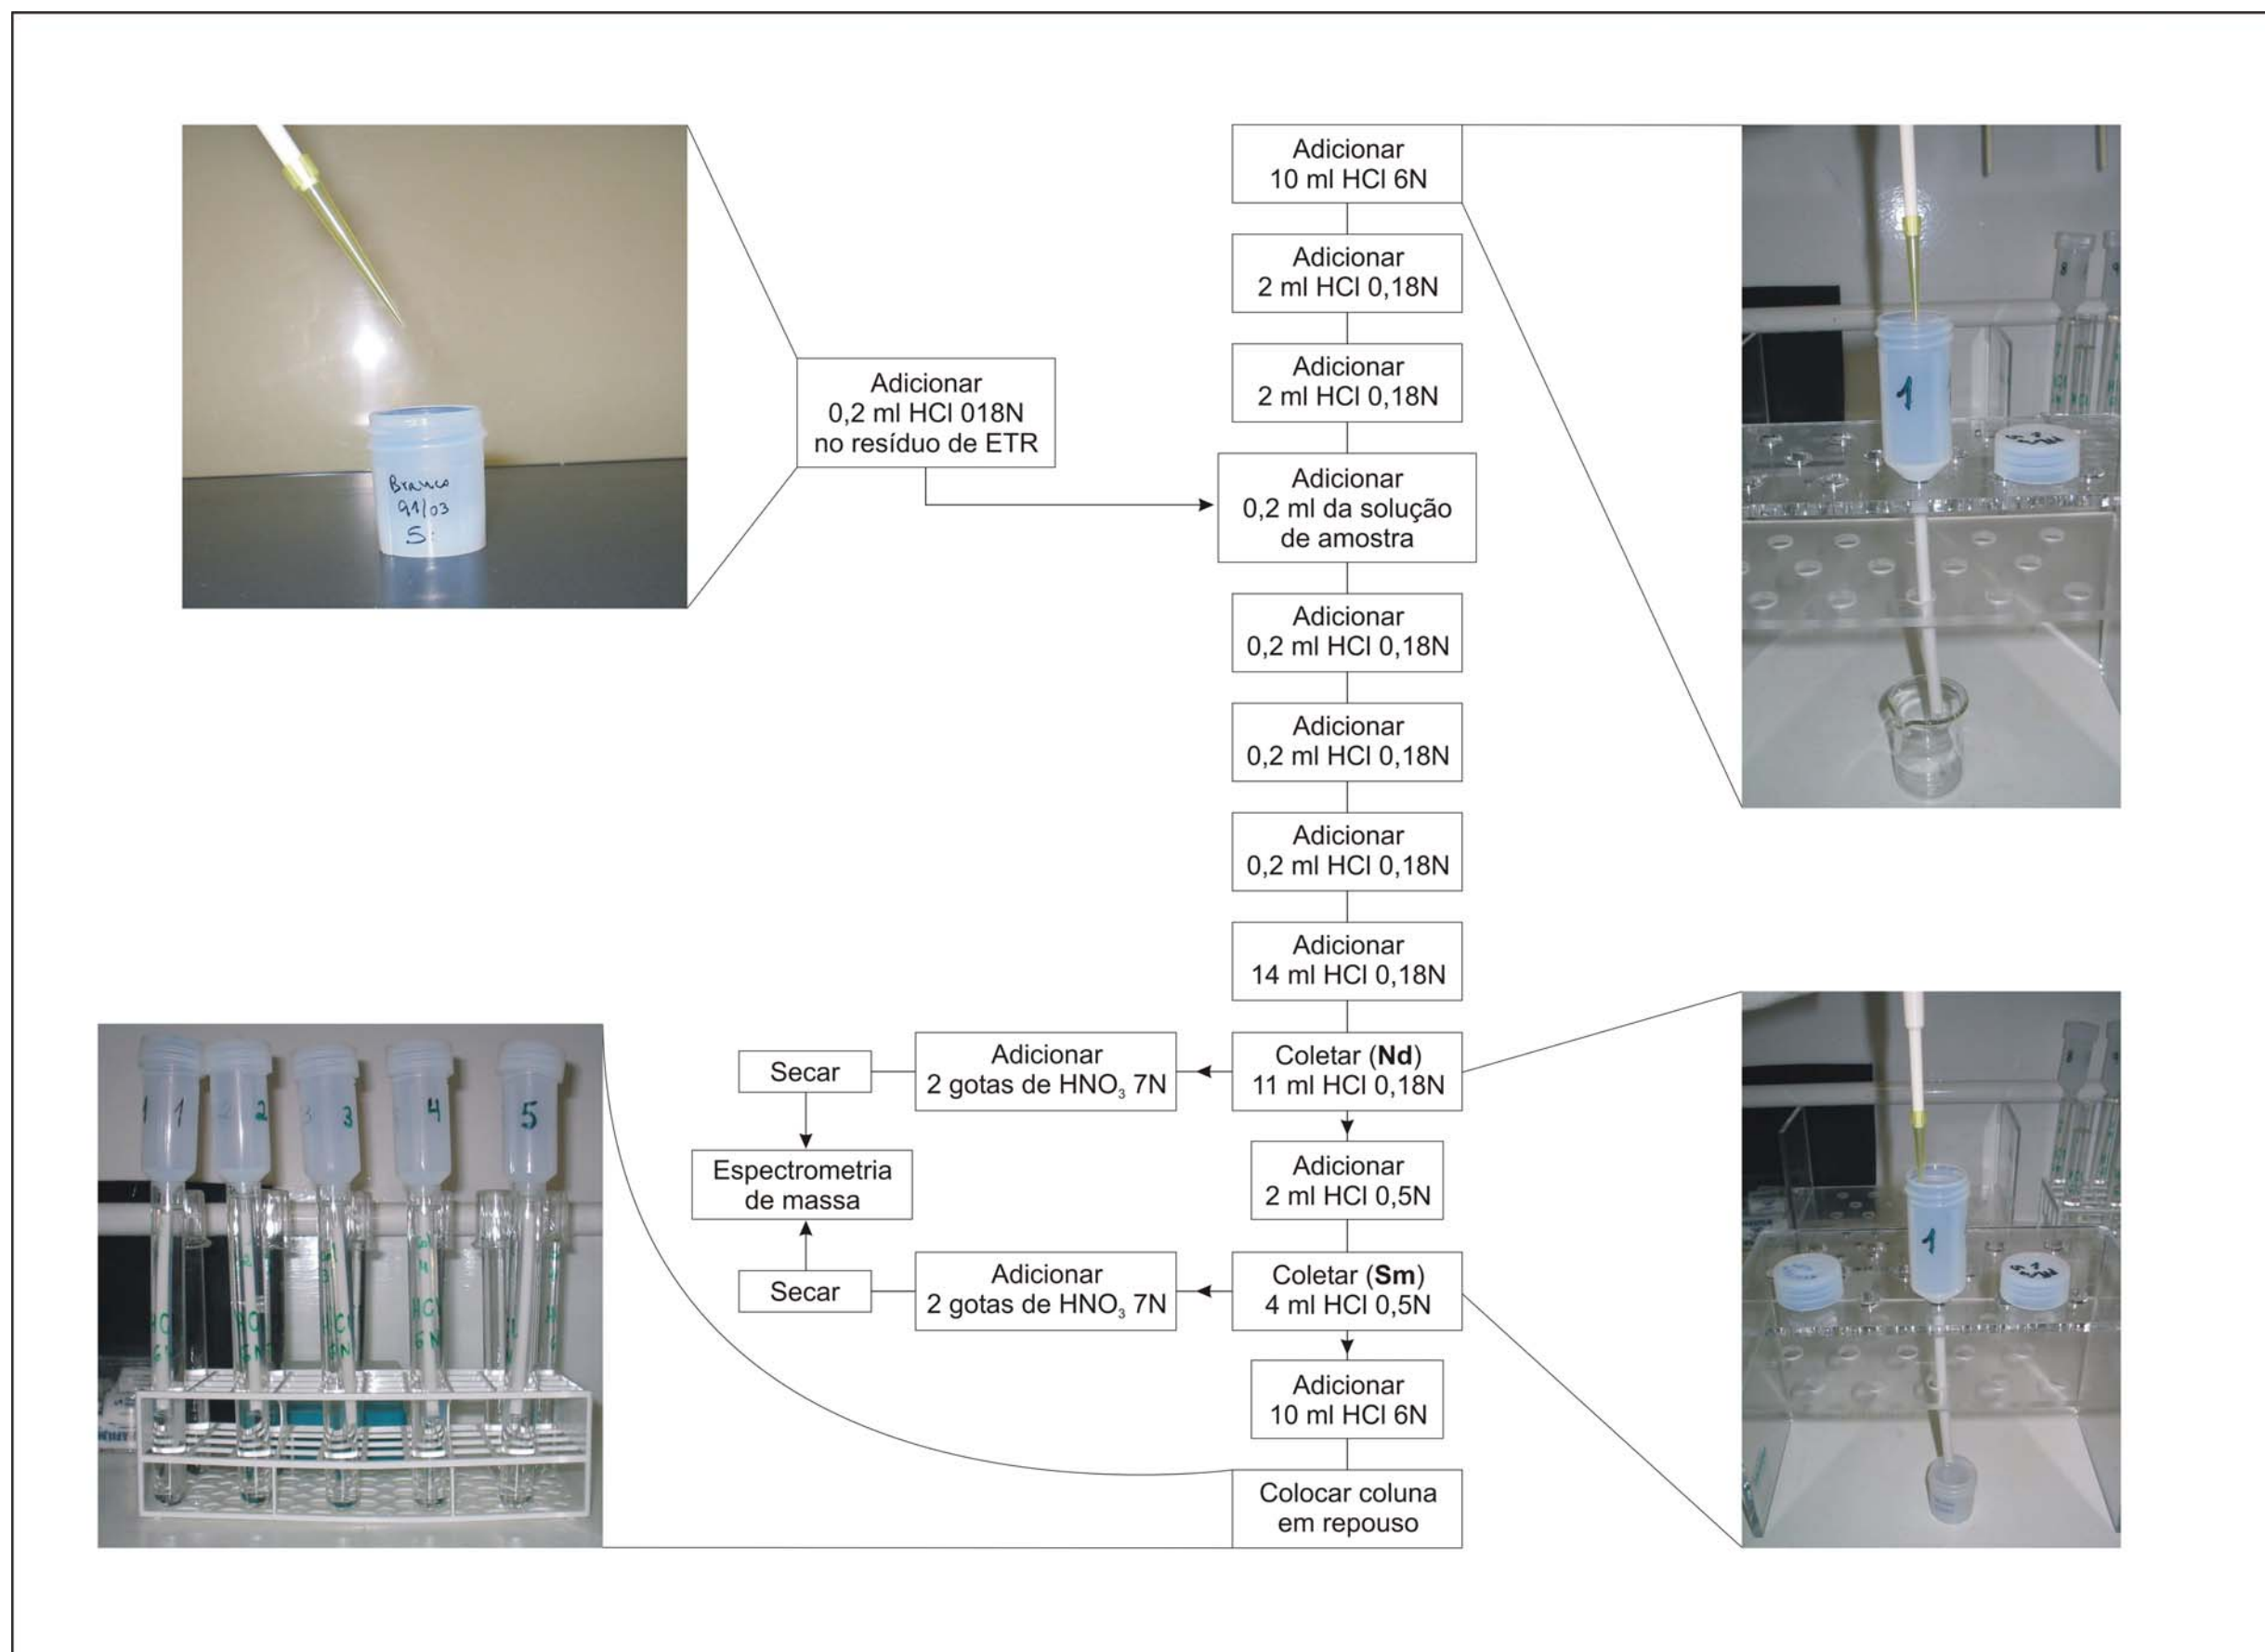 Adicionar
10 ml HCl 6N
Adicionar
2 ml HCl 0,18N
Adicionar
2 ml HCl 0,18N
Adicionar
0,2 ml HCl 018N
no resíduo de ETR
Adicionar
0,2 ml da solução
de amostra
Adicionar
0,2 ml HCl 0,18N
Adicionar
0,2 ml HCl 0,18N
Adicionar
0,2 ml HCl 0,18N
Adicionar
14 ml HCl 0,18N
Coletar (Nd)
11 ml HCl 0,18N
Adicionar
2 gotas de HNO₃ 7N
Secar
Espectrometria
de massa
Adicionar
2 ml HCl 0,5N
Coletar (Sm)
4 ml HCl 0,5N
Adicionar
2 gotas de HNO₃ 7N
Secar
Adicionar
10 ml HCl 6N
Colocar coluna
em repouso
Branco
91/03
1
1
1
1
2
2
3
3
4
5
HCl
6N